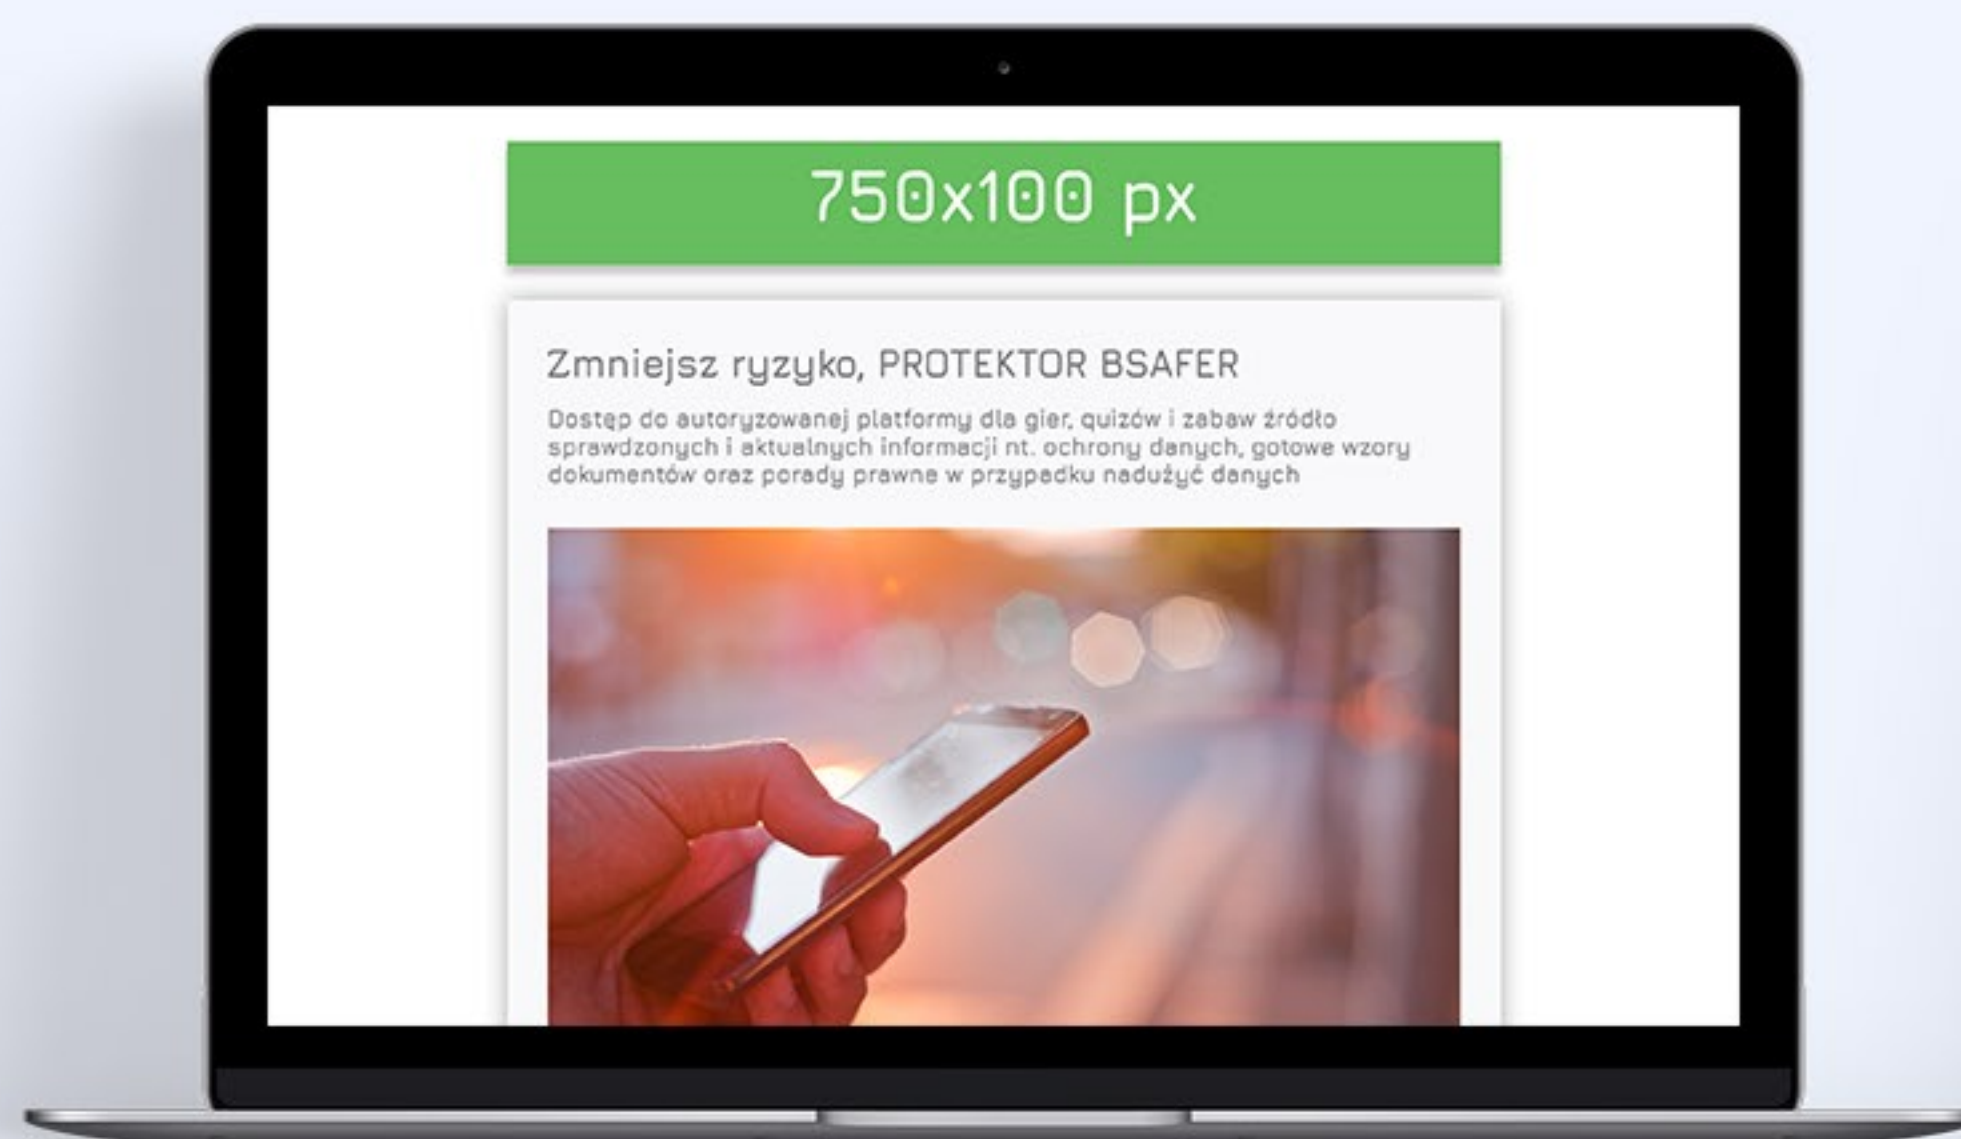 750x100 px
Zmniejsz ryzyko, PROTEKTOR BSAFER
Dostęp do autoryzowanej platformy dla gier, quizów i zabaw źródło
sprawdzonych i aktualnych informacji nt. ochrony danych, gotowe wzory
dokumentów oraz porady prawne w przypadku nadużyć danych